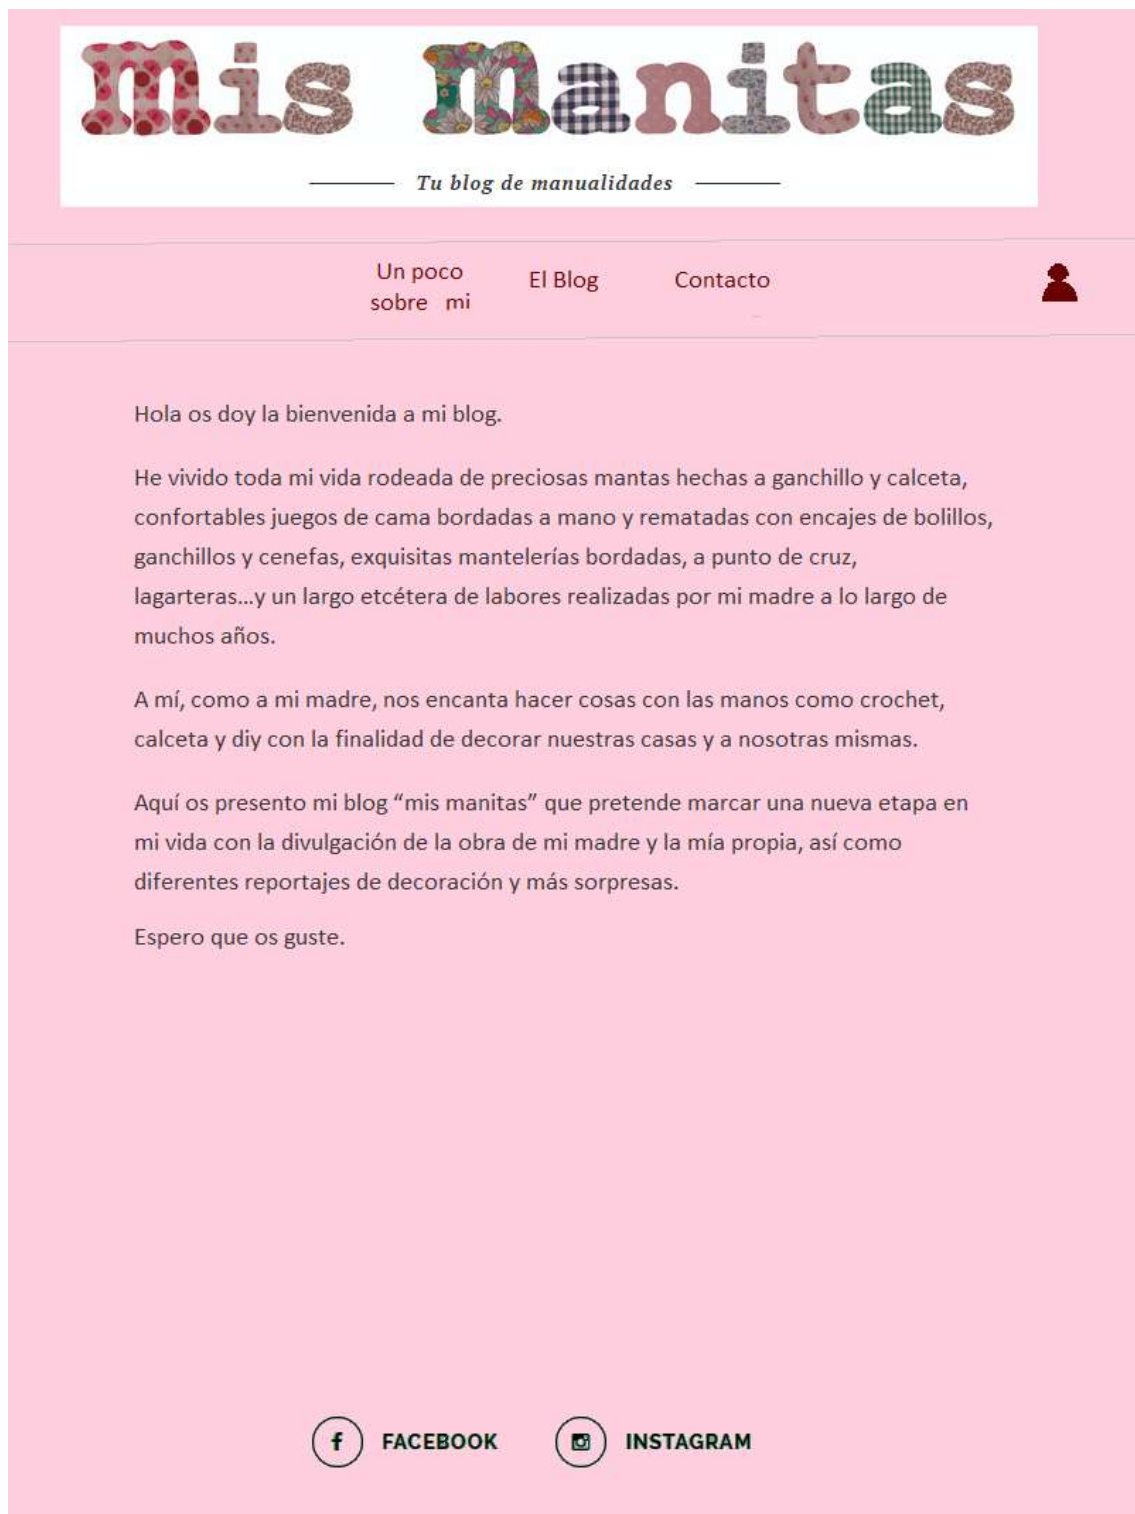 Mis Manitas
Tu blog de manualidades
Un poco
sobre mi
El Blog
Contacto
Hola os doy la bienvenida a mi blog.
He vivido toda mi vida rodeada de preciosas mantas hechas a ganchillo y calceta,
confortables juegos de cama bordadas a mano y rematadas con encajes de bolillos,
ganchillos y cenefas, exquisitas mantelerías bordadas, a punto de cruz,
lagarteras...y un largo etcétera de labores realizadas por mi madre a lo largo de
muchos años.
A mí, como a mi madre, nos encanta hacer cosas con las manos como crochet,
calceta y diy con la finalidad de decorar nuestras casas y a nosotras mismas.
Aquí os presento mi blog “mis manitas” que pretende marcar una nueva etapa en
mi vida con la divulgación de la obra de mi madre y la mía propia, así como
diferentes reportajes de decoración y más sorpresas.
Espero que os guste.
FACEBOOK
INSTAGRAM